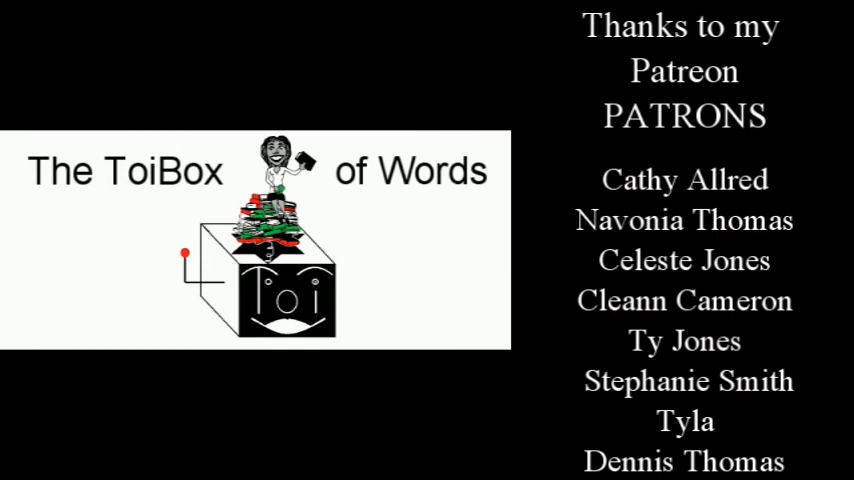 The ToiBox of Words
Toi
Thanks to my
Patreon
PATRONS
Cathy Allred
Navonia Thomas
Celeste Jones
Cleann Cameron
Ty Jones
Stephanie Smith
Tyla
Dennis Thomas